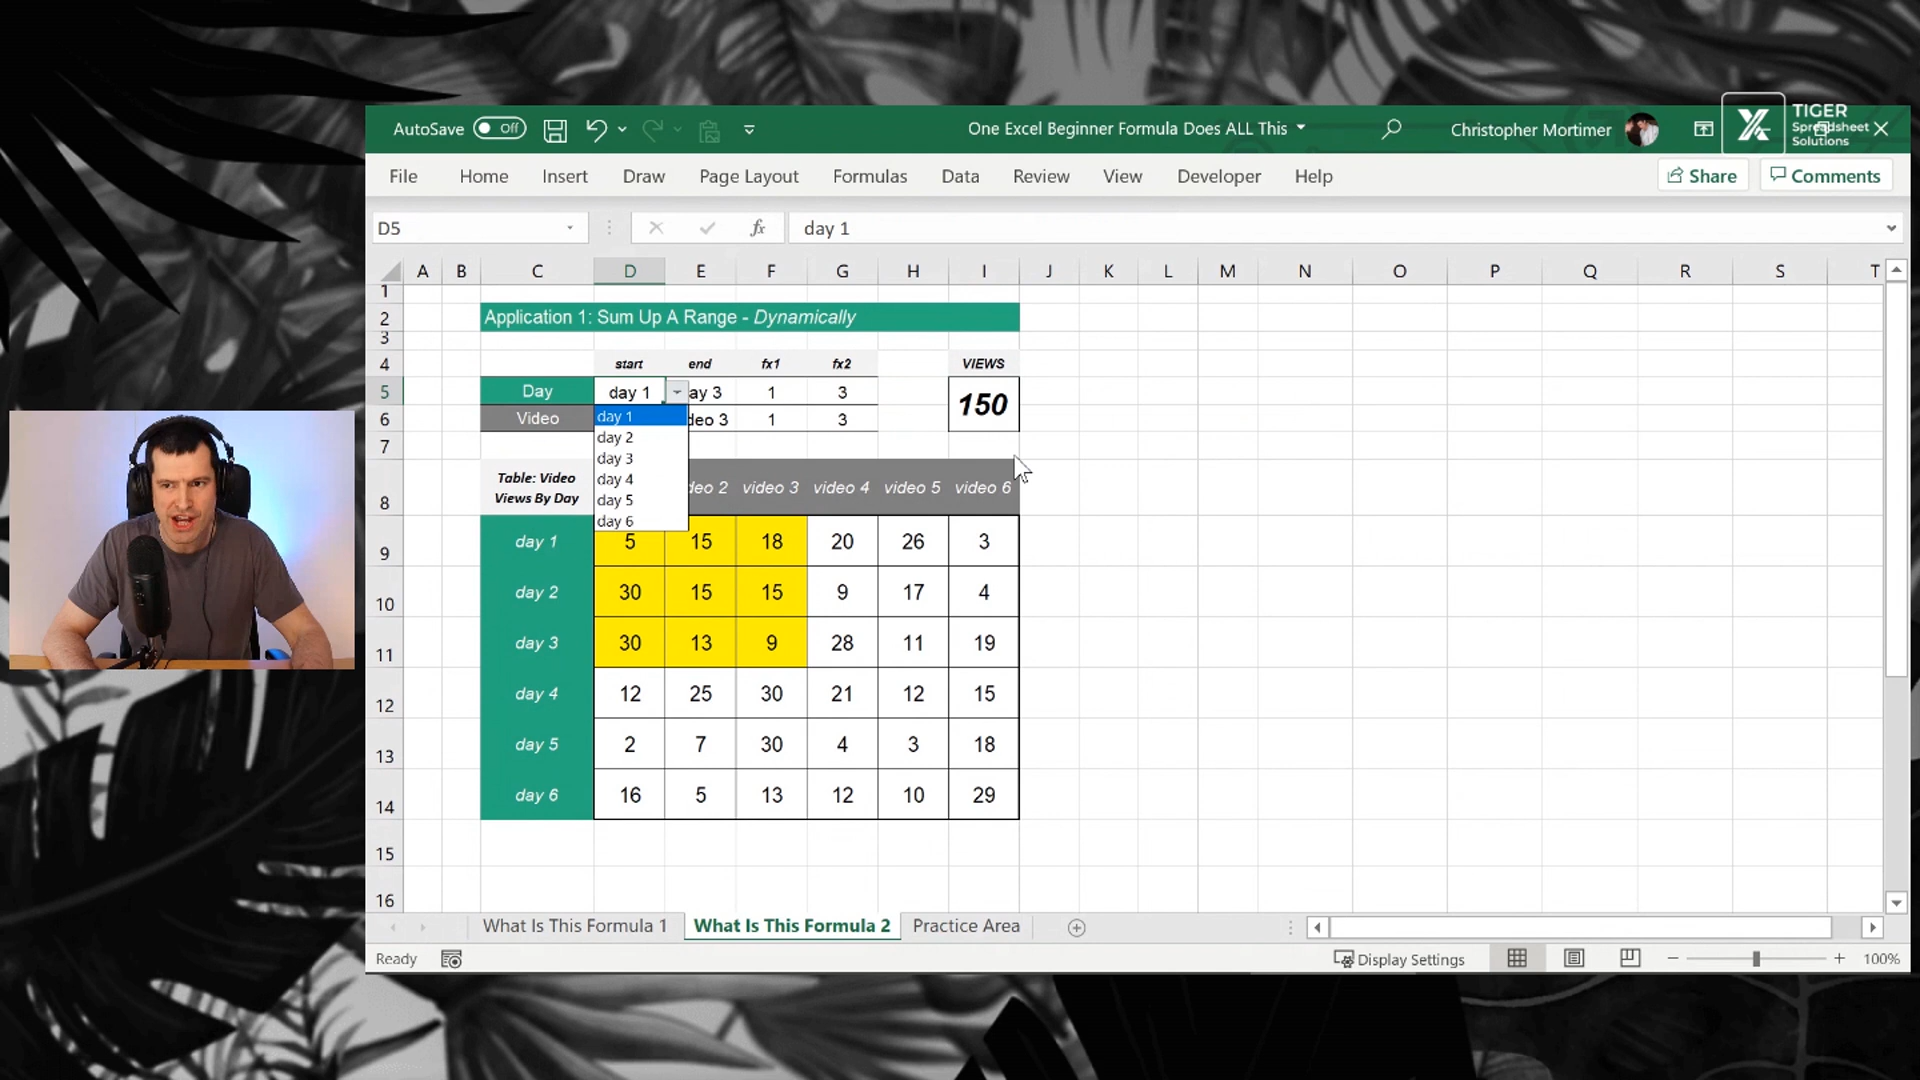 AutoSave Off One Excel Beginner Formula Does ALL This Christopher Mortimer
TIGER
Spreadsheet
Solutions
File Home Insert Draw Page Layout Formulas Data Review View Developer Help Share Comments
D5 fx day 1
A B C D E F G H I J K L M N O P Q R S T
1
2 Application 1: Sum Up A Range - Dynamically
3
4 start end fx1 fx2 VIEWS
5 Day day 1 ay 3 1 3 150
6 Video deo 3 1 3
day 1
day 2
day 3
day 4
day 5
day 6
7
8 Table: Video
Views By Day
deo 2 video 3 video 4 video 5 video 6
9 day 1 5 15 18 20 26 3
10 day 2 30 15 15 9 17 4
11 day 3 30 13 9 28 11 19
12 day 4 12 25 30 21 12 15
13 day 5 2 7 30 4 3 18
14 day 6 16 5 13 12 10 29
15
16
What Is This Formula 1 What Is This Formula 2 Practice Area
Ready Display Settings 100%